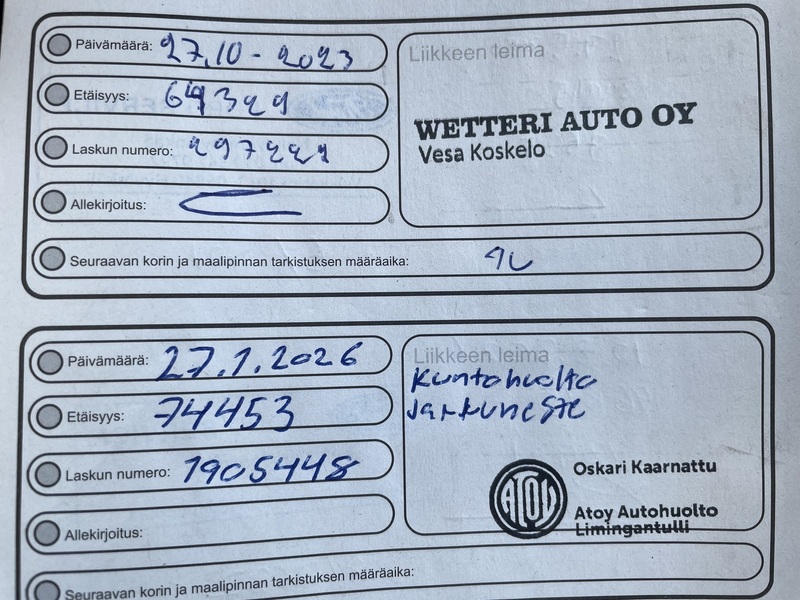 Päivämäärä: 27.10-2023
Etäisyys: 64329
Laskun numero: 297221
Allekirjoitus:
Seuraavan korin ja maalipinnan tarkistuksen määräaika:
Liikkeen leima
WETTERI AUTO OY
Vesa Koskelo
Päivämäärä: 27.1.2026
Etäisyys: 74453
Laskun numero: 1905448
Allekirjoitus:
Seuraavan korin ja maalipinnan tarkistuksen määräaika:
Liikkeen leima
Kuntohuolto
Jarruneste
ATOY
Oskari Kaarnattu
Atoy Autohuolto
Limingantulli